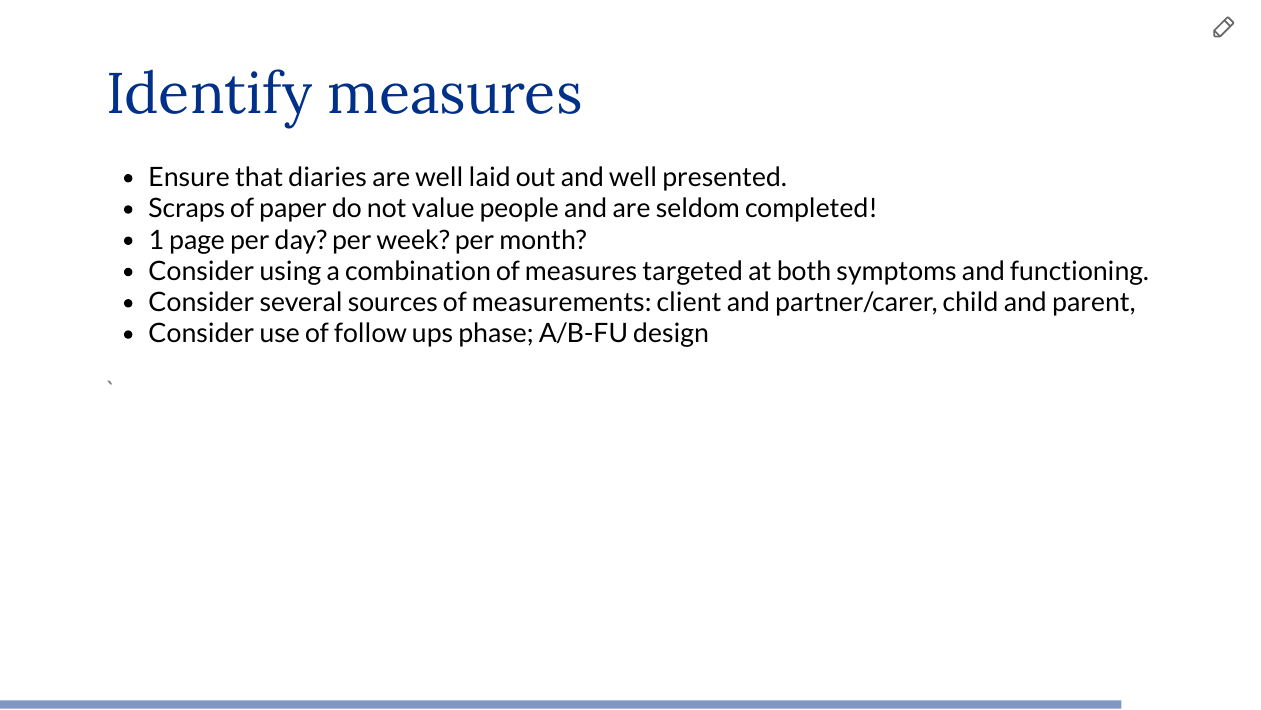 Identify measures
• Ensure that diaries are well laid out and well presented.
• Scraps of paper do not value people and are seldom completed!
• 1 page per day? per week? per month?
• Consider using a combination of measures targeted at both symptoms and functioning.
• Consider several sources of measurements: client and partner/carer, child and parent,
• Consider use of follow ups phase; A/B-FU design
`